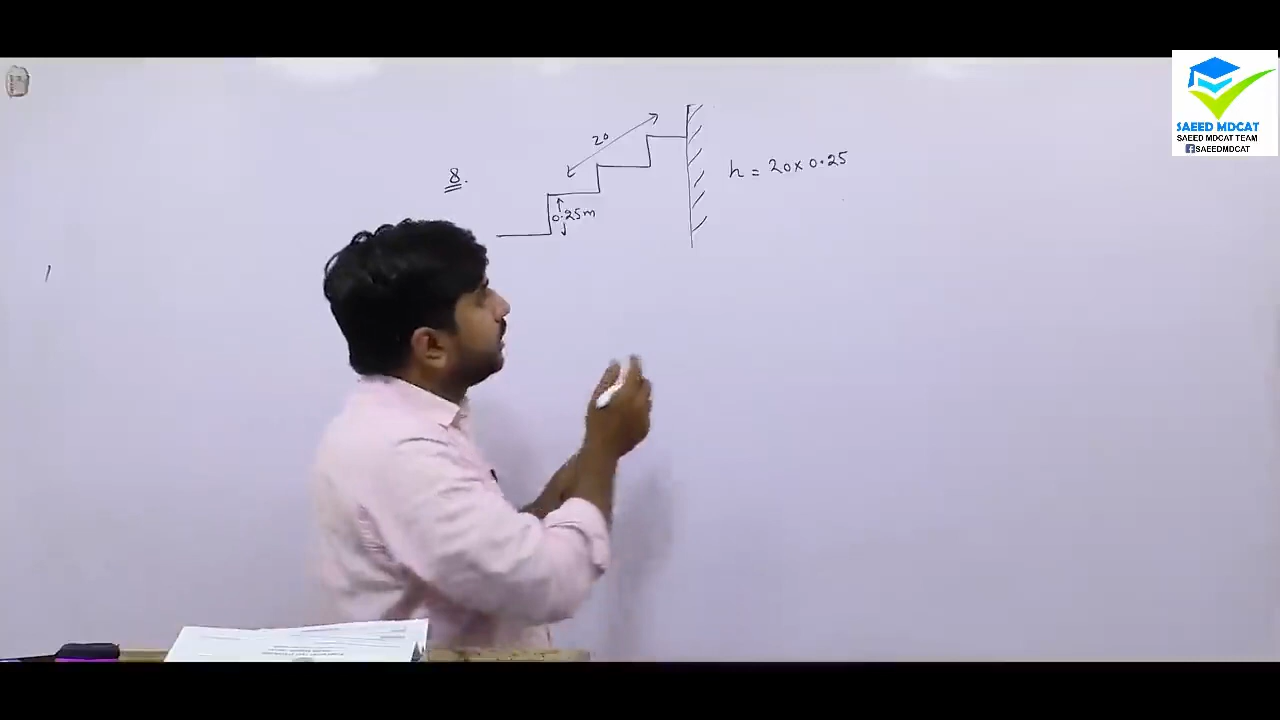 8.
20
0.25m
h = 20 x 0.25
SAEED MDCAT
SAEED MDCAT TEAM
f/SAEEDMDCAT